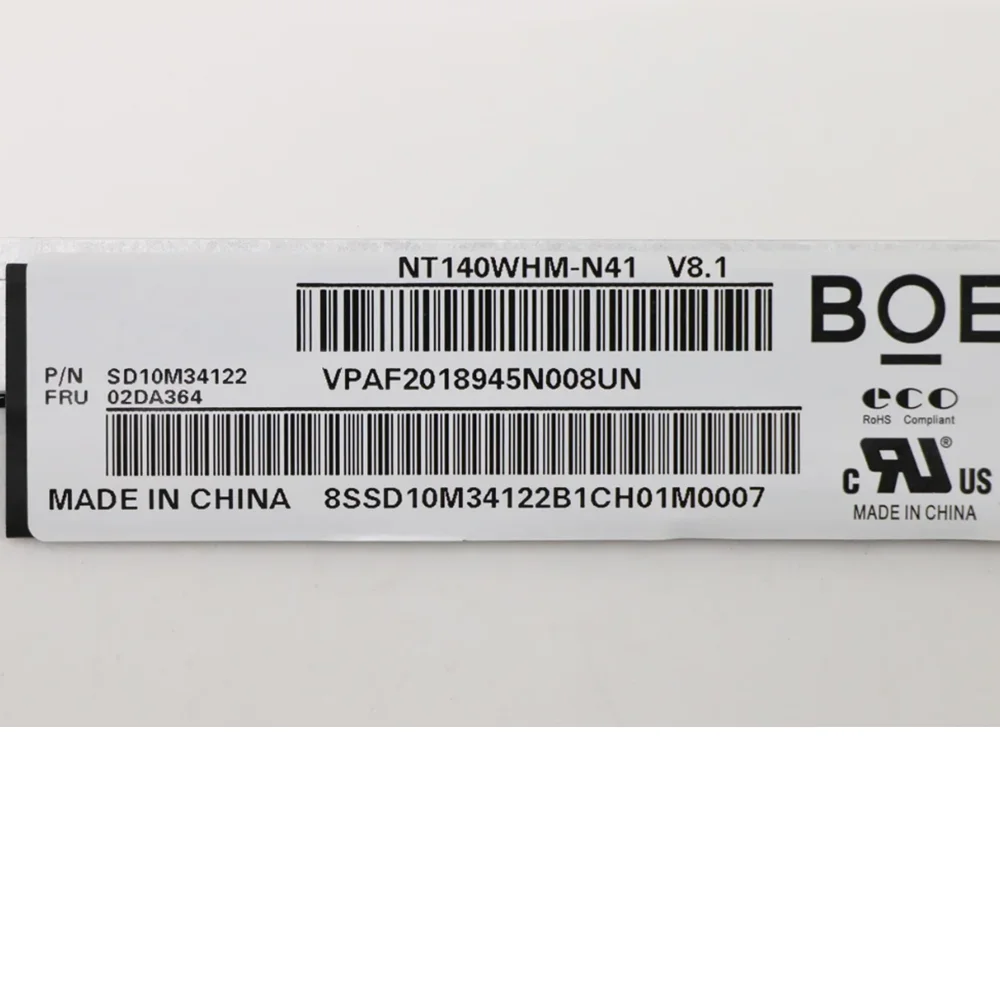 NT140WHM-N41 V8.1
BOE
P/N SD10M34122
VPAF2018945N008UN
FRU 02DA364
eco
RoHS Compliant
MADE IN CHINA 8SSD10M34122B1CH01M0007
C RU ® US
MADE IN CHINA